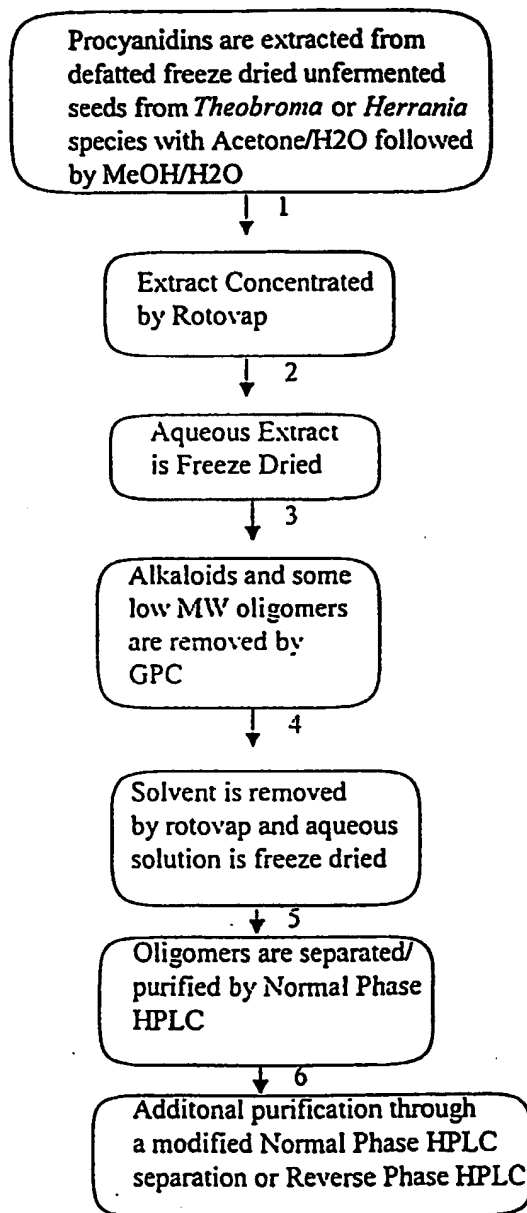 Procyanidins are extracted from
defatted freeze dried unfermented
seeds from Theobroma or Herrania
species with Acetone/H2O followed
by MeOH/H2O
1
Extract Concentrated
by Rotovap
2
Aqueous Extract
is Freeze Dried
3
Alkaloids and some
low MW oligomers
are removed by
GPC
4
Solvent is removed
by rotovap and aqueous
solution is freeze dried
5
Oligomers are separated/
purified by Normal Phase
HPLC
6
Additonal purification through
a modified Normal Phase HPLC
separation or Reverse Phase HPLC